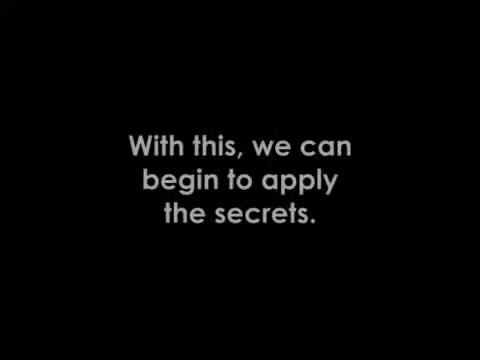 With this, we can
begin to apply
the secrets.